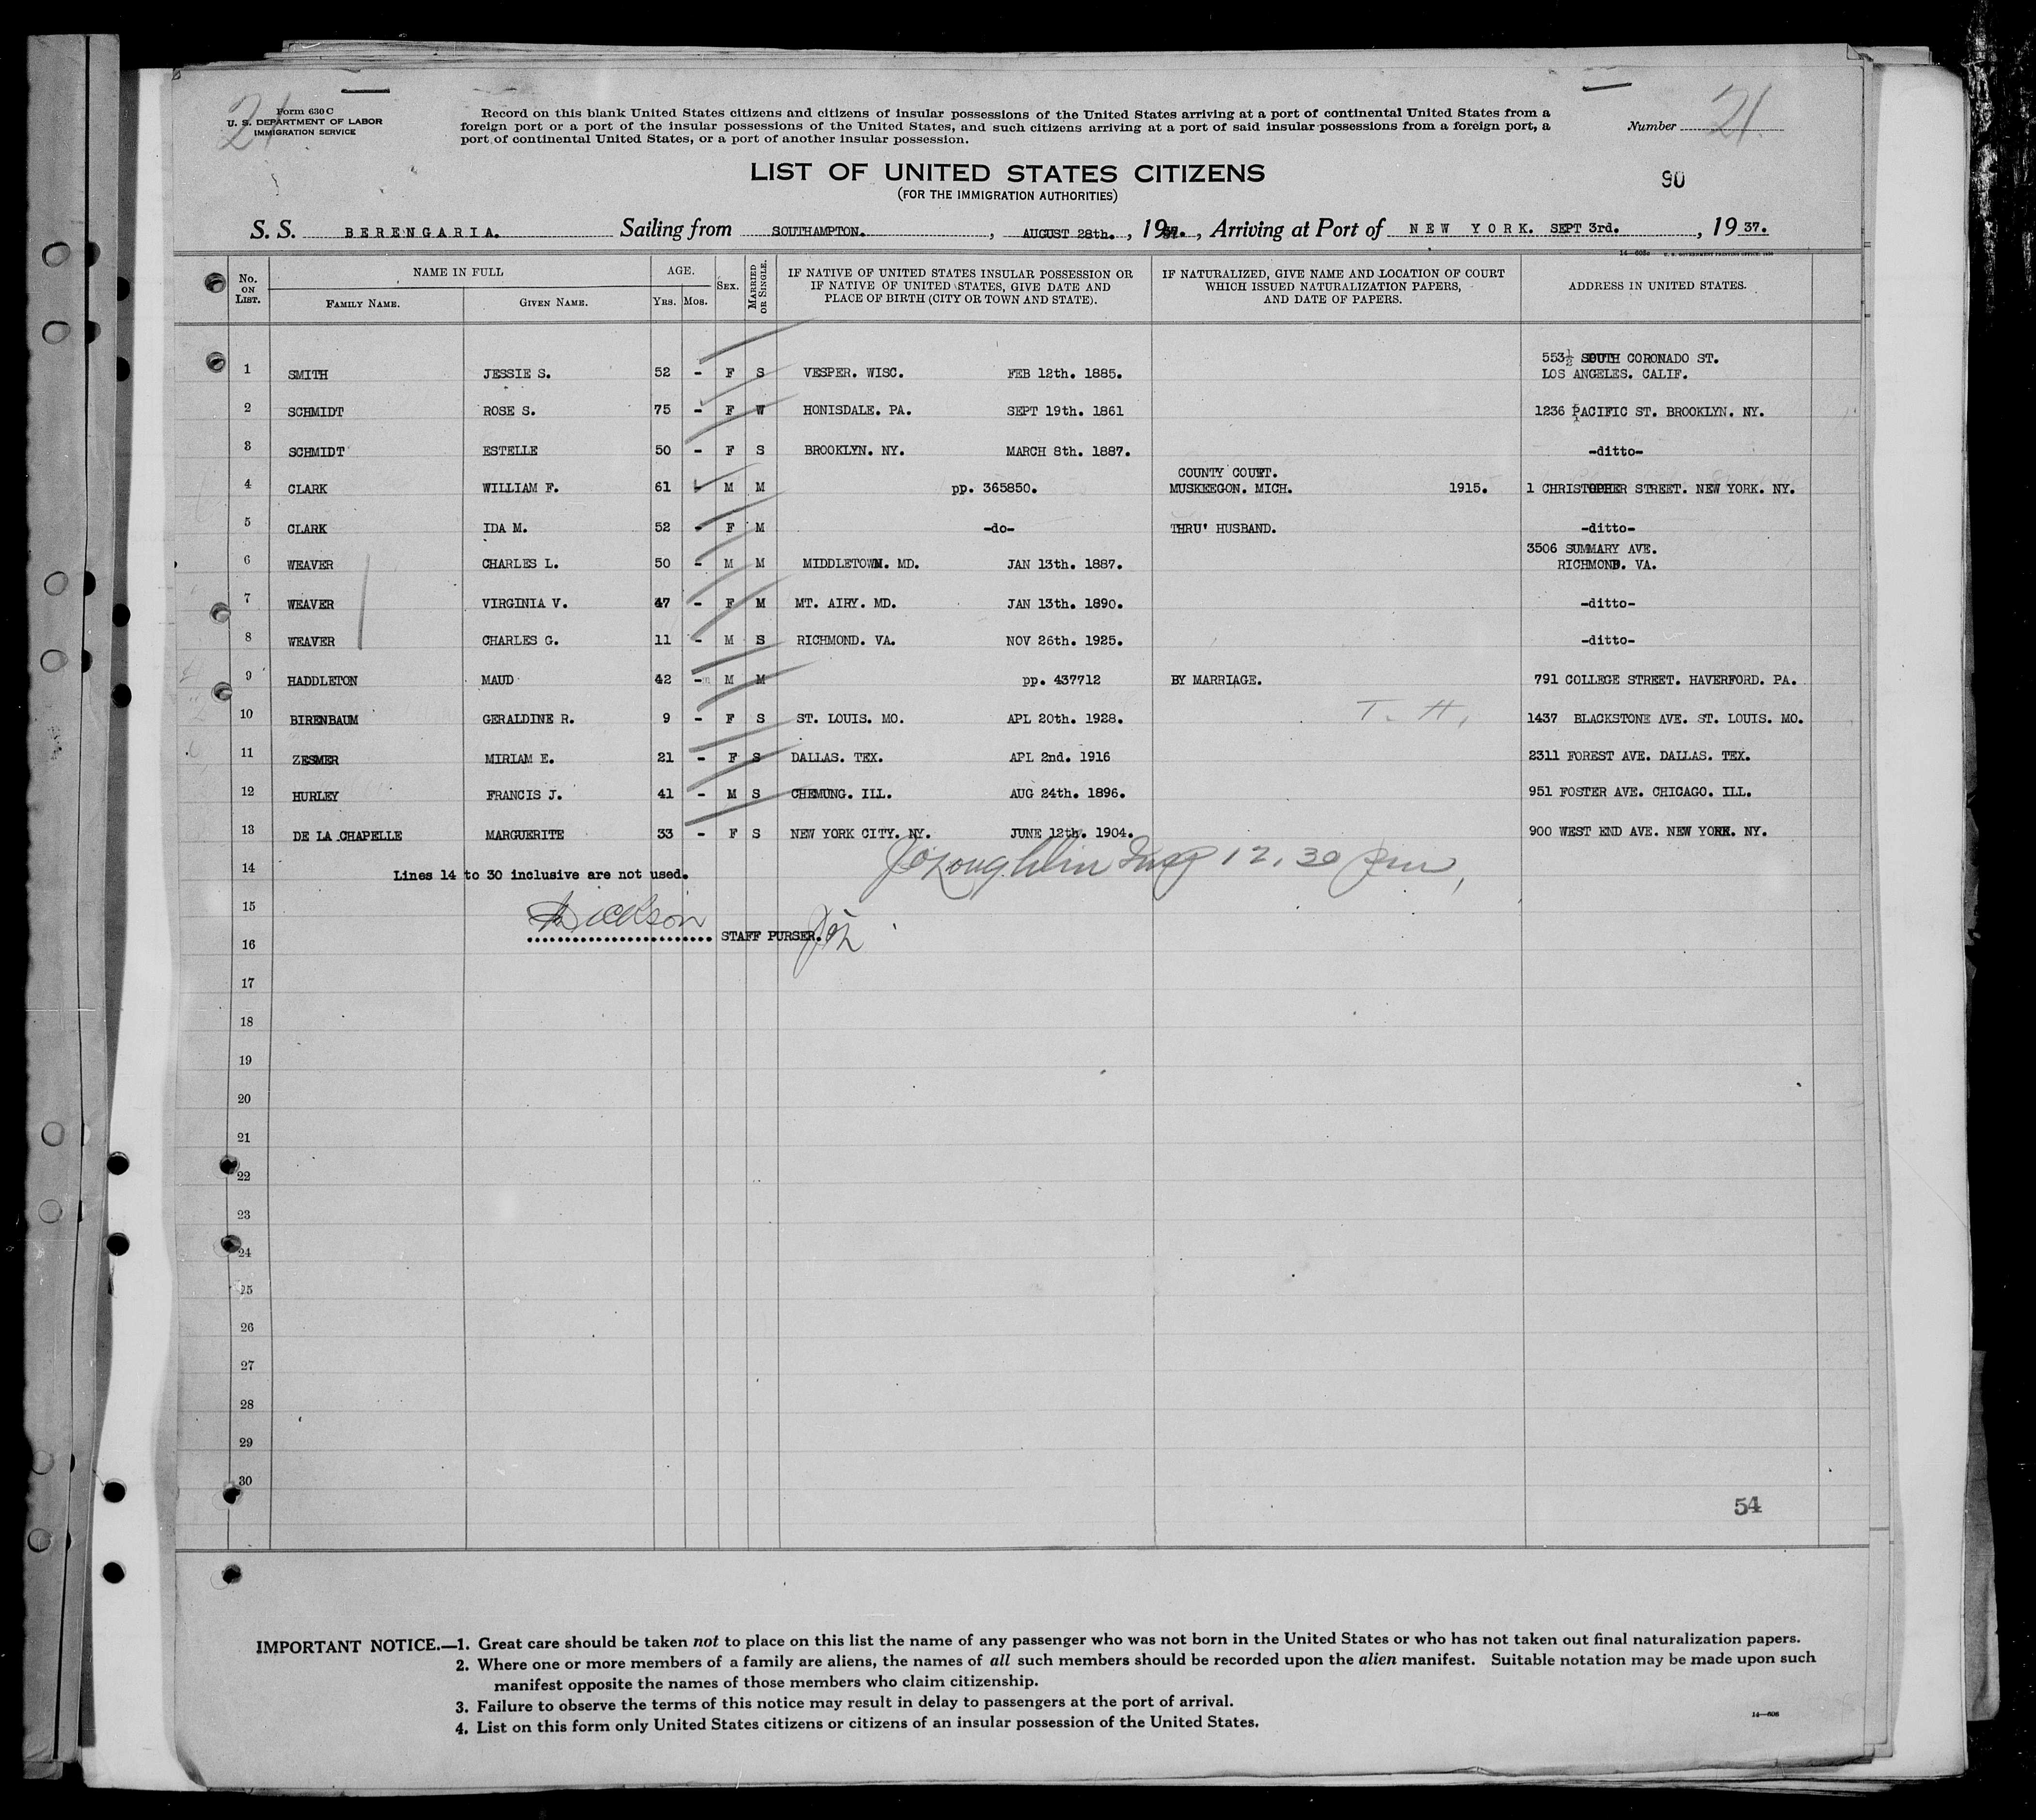 21
Form 630 C
U. S. DEPARTMENT OF LABOR
IMMIGRATION SERVICE
Record on this blank United States citizens and citizens of insular possessions of the United States arriving at a port of continental United States from a
foreign port or a port of the insular possessions of the United States, and such citizens arriving at a port of said insular possessions from a foreign port, a
port of continental United States, or a port of another insular possession.
Number 21
LIST OF UNITED STATES CITIZENS
(FOR THE IMMIGRATION AUTHORITIES)
90
S. S. BERENGARIA. Sailing from SOUTHAMPTON. , AUGUST 28th. , 1937. , Arriving at Port of NEW YORK. SEPT 3rd. , 19 37.
No. ON LIST. NAME IN FULL FAMILY NAME. GIVEN NAME. AGE. YRS. MOS. SEX. MARRIED OR SINGLE. IF NATIVE OF UNITED STATES INSULAR POSSESSION OR IF NATIVE OF UNITED STATES, GIVE DATE AND PLACE OF BIRTH (CITY OR TOWN AND STATE). IF NATURALIZED, GIVE NAME AND LOCATION OF COURT WHICH ISSUED NATURALIZATION PAPERS, AND DATE OF PAPERS. ADDRESS IN UNITED STATES.
553½ SOUTH CORONADO ST.
1 SMITH JESSIE S. 52 - F S VESPER. WISC. FEB 12th. 1885. LOS ANGELES. CALIF.
2 SCHMIDT ROSE S. 75 - F W HONISDALE. PA. SEPT 19th. 1861 1236 PACIFIC ST. BROOKLYN. NY.
3 SCHMIDT ESTELLE 50 - F S BROOKLYN. NY. MARCH 8th. 1887. -ditto-
COUNTY COURT.
4 CLARK WILLIAM F. 61 - M M pp. 365850. MUSKEEGON. MICH. 1915. 1 CHRISTOPHER STREET. NEW YORK. NY.
5 CLARK IDA M. 52 - F M -do- THRU' HUSBAND. -ditto-
3506 SUMMARY AVE.
6 WEAVER CHARLES L. 50 - M M MIDDLETOWN. MD. JAN 13th. 1887. RICHMOND. VA.
7 WEAVER VIRGINIA V. 47 - F M MT. AIRY. MD. JAN 13th. 1890. -ditto-
8 WEAVER CHARLES G. 11 - M S RICHMOND. VA. NOV 26th. 1925. -ditto-
9 HADDLETON MAUD 42 - M M pp. 437712 BY MARRIAGE. 791 COLLEGE STREET. HAVERFORD. PA.
10 BIRENBAUM GERALDINE R. 9 - F S ST. LOUIS. MO. APL 20th. 1928. T. H. 1437 BLACKSTONE AVE. ST. LOUIS. MO.
11 ZESMER MIRIAM E. 21 - F S DALLAS. TEX. APL 2nd. 1916 2311 FOREST AVE. DALLAS. TEX.
12 HURLEY FRANCIS J. 41 - M S CHEMUNG. ILL. AUG 24th. 1896. 951 FOSTER AVE. CHICAGO. ILL.
13 DE LA CHAPELLE MARGUERITE 33 - F S NEW YORK CITY. NY. JUNE 12th. 1904. 900 WEST END AVE. NEW YORK. NY.
14 Lines 14 to 30 inclusive are not used. J O'Loughlin Insp 12.30 pm
15 Dickson
16 STAFF PURSER.
17
18
19
20
21
22
23
24
25
26
27
28
29
30
54
IMPORTANT NOTICE.—1. Great care should be taken not to place on this list the name of any passenger who was not born in the United States or who has not taken out final naturalization papers.
2. Where one or more members of a family are aliens, the names of all such members should be recorded upon the alien manifest. Suitable notation may be made upon such
manifest opposite the names of those members who claim citizenship.
3. Failure to observe the terms of this notice may result in delay to passengers at the port of arrival.
4. List on this form only United States citizens or citizens of an insular possession of the United States.
14—608